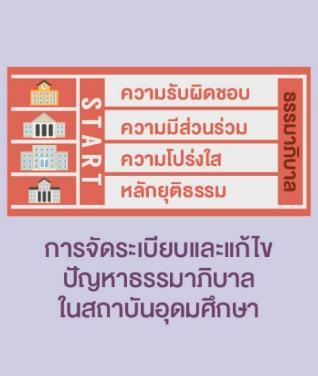 START
ความรับผิดชอบ
ความมีส่วนร่วม
ความโปร่งใส
หลักยุติธรรม
ธรรมาภิบาล
การจัดระเบียบและแก้ไข
ปัญหาธรรมาภิบาล
ในสถาบันอุดมศึกษา